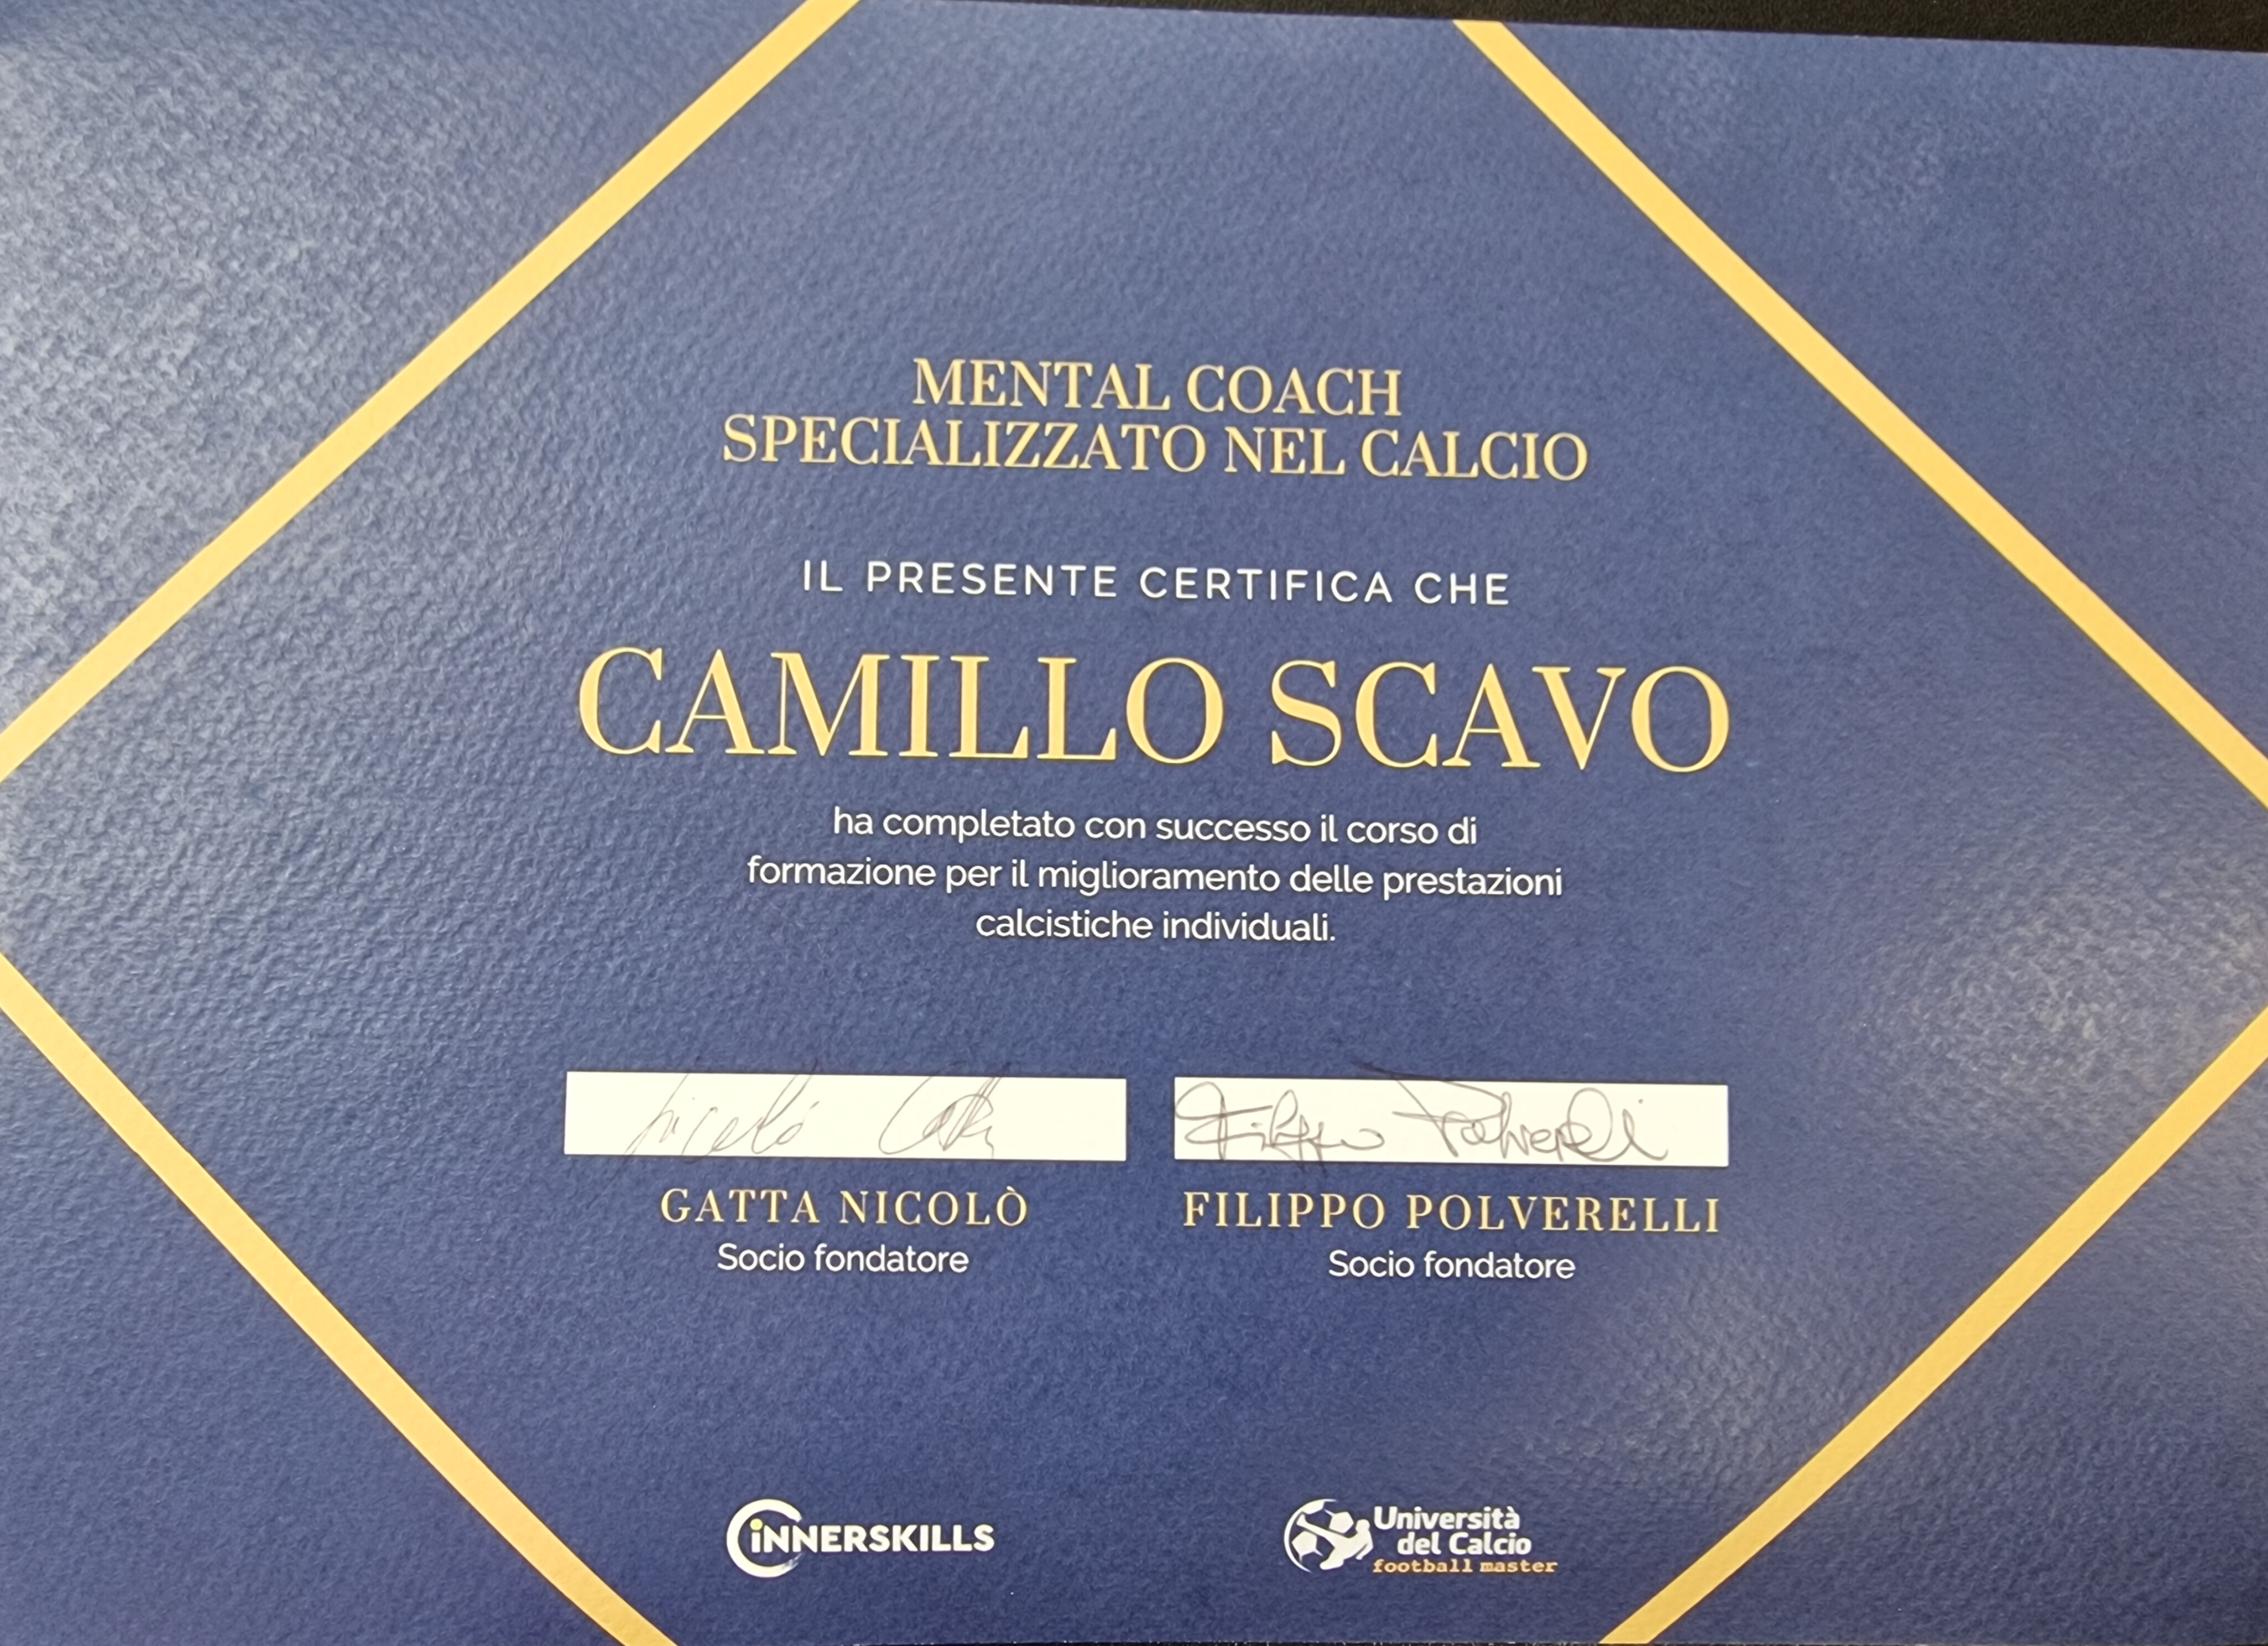 MENTAL COACH
SPECIALIZZATO NEL CALCIO
IL PRESENTE CERTIFICA CHE
CAMILLO SCAVO
ha completato con successo il corso di
formazione per il miglioramento delle prestazioni
calcistiche individuali.
Filippo Polverelli
GATTA NICOLÒ
Socio fondatore
FILIPPO POLVERELLI
Socio fondatore
iNNERSKILLS
Università
del Calcio
football master